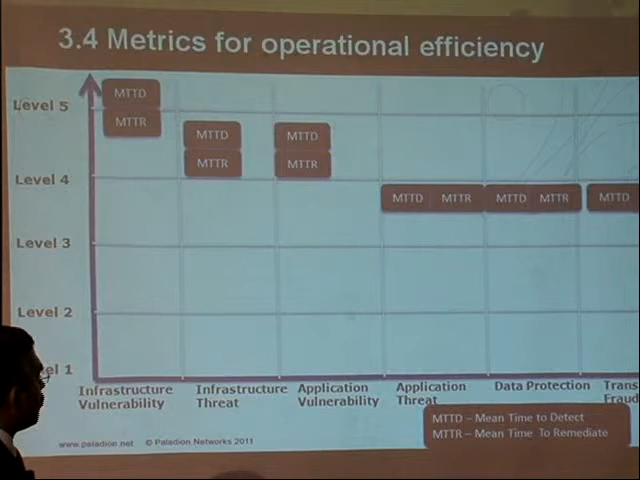 3.4 Metrics for operational efficiency
Level 5
MTTD
MTTR
MTTD
MTTR
MTTD
MTTR
Level 4
MTTD MTTR
MTTD MTTR
MTTD
Level 3
Level 2
el 1
Infrastructure
Vulnerability
Infrastructure
Threat
Application
Vulnerability
Application
Threat
Data Protection
Trans
Fraud
MTTD – Mean Time to Detect
MTTR – Mean Time To Remediate
www.paladion.net © Paladion Networks 2011